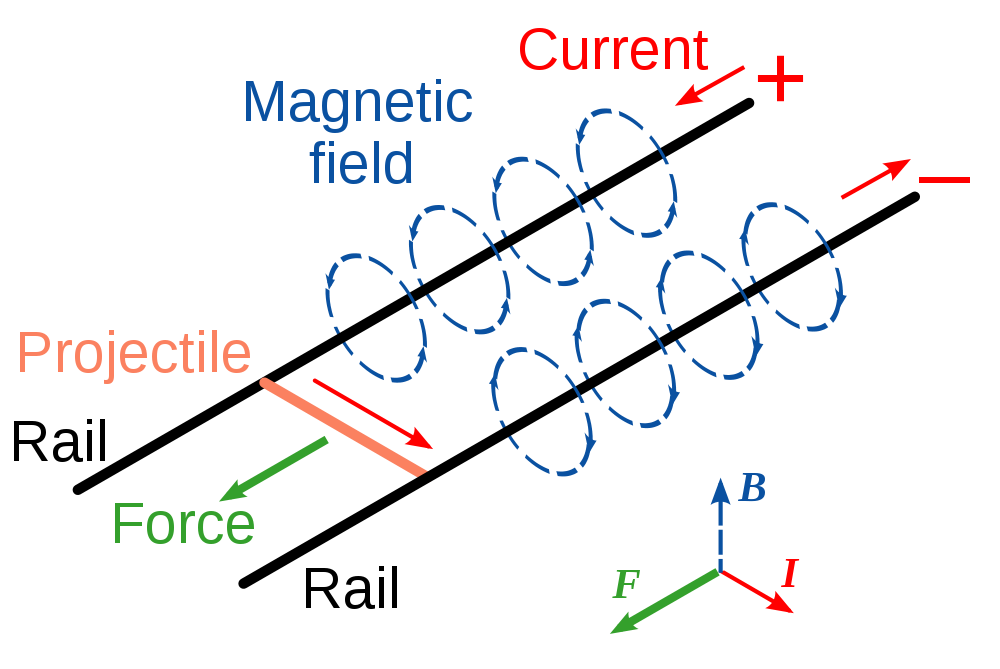 Current
+
Magnetic
field
−
Projectile
Rail
Force
Rail
B
I
F